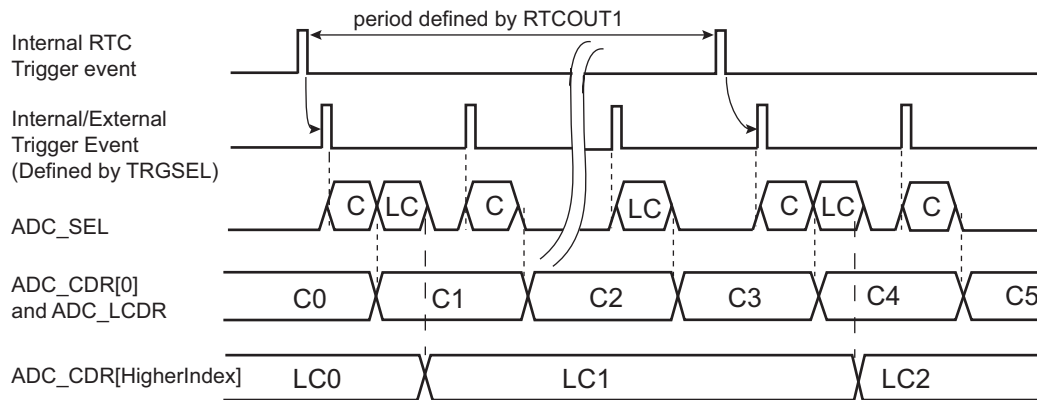 period defined by RTCOUT1
Internal RTC
Trigger event
Internal/External
Trigger Event
(Defined by TRGSEL)
ADC_SEL
C LC C LC C LC C
ADC_CDR[0]
and ADC_LCDR
C0 C1 C2 C3 C4 C5
ADC_CDR[HigherIndex]
LC0 LC1 LC2